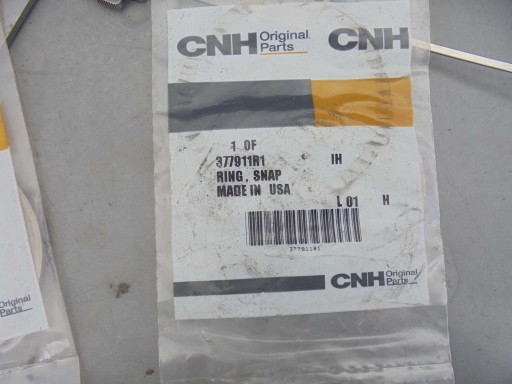 CNH Original Parts CNH
1 OF
377911R1 IH
RING, SNAP
MADE IN USA
L 01 H
377911R1
CNH Original Parts
Original
Parts